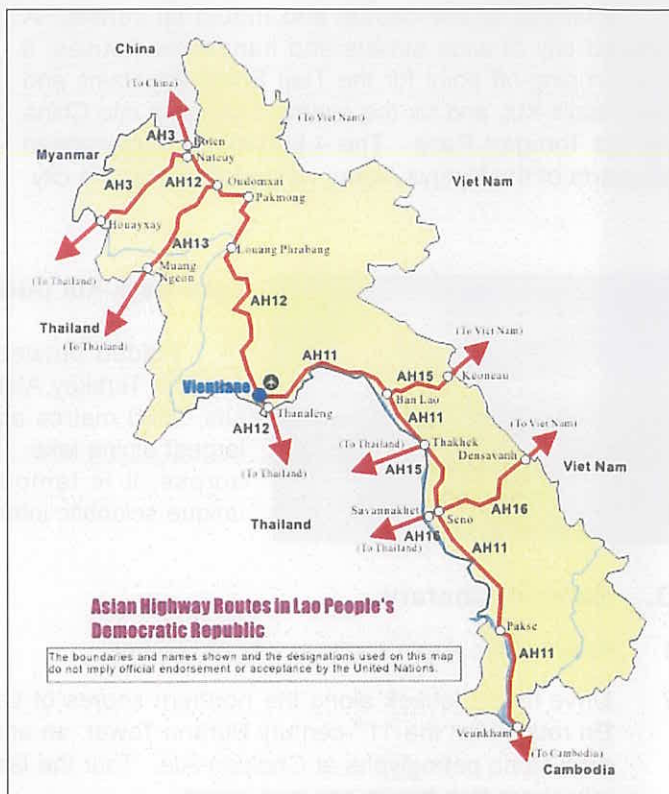 China
(To China)
(To Viet Nam)
AH3
Boten
Nateuy
Myanmar
AH3
AH12
Oudomxai
Pakmong
Viet Nam
Houayxay
AH13
Louang Phrabang
(To Thailand)
Muang
Ngeon
AH12
Thailand
(To Thailand)
AH11
(To Viet Nam)
AH15
Keoneau
Vientiane
Ban Lao
Thanaleng
AH11
AH12
(To Viet Nam)
(To Thailand)
Thakhek
(To Thailand)
Densavanh
AH15
Viet Nam
Savannakhet
AH16
Thailand
Seno
AH16
(To Thailand)
AH11
Asian Highway Routes in Lao People's
Democratic Republic
Pakse
The boundaries and names shown and the designations used on this map
do not imply official endorsement or acceptance by the United Nations.
AH11
Veunkham
(To Cambodia)
Cambodia